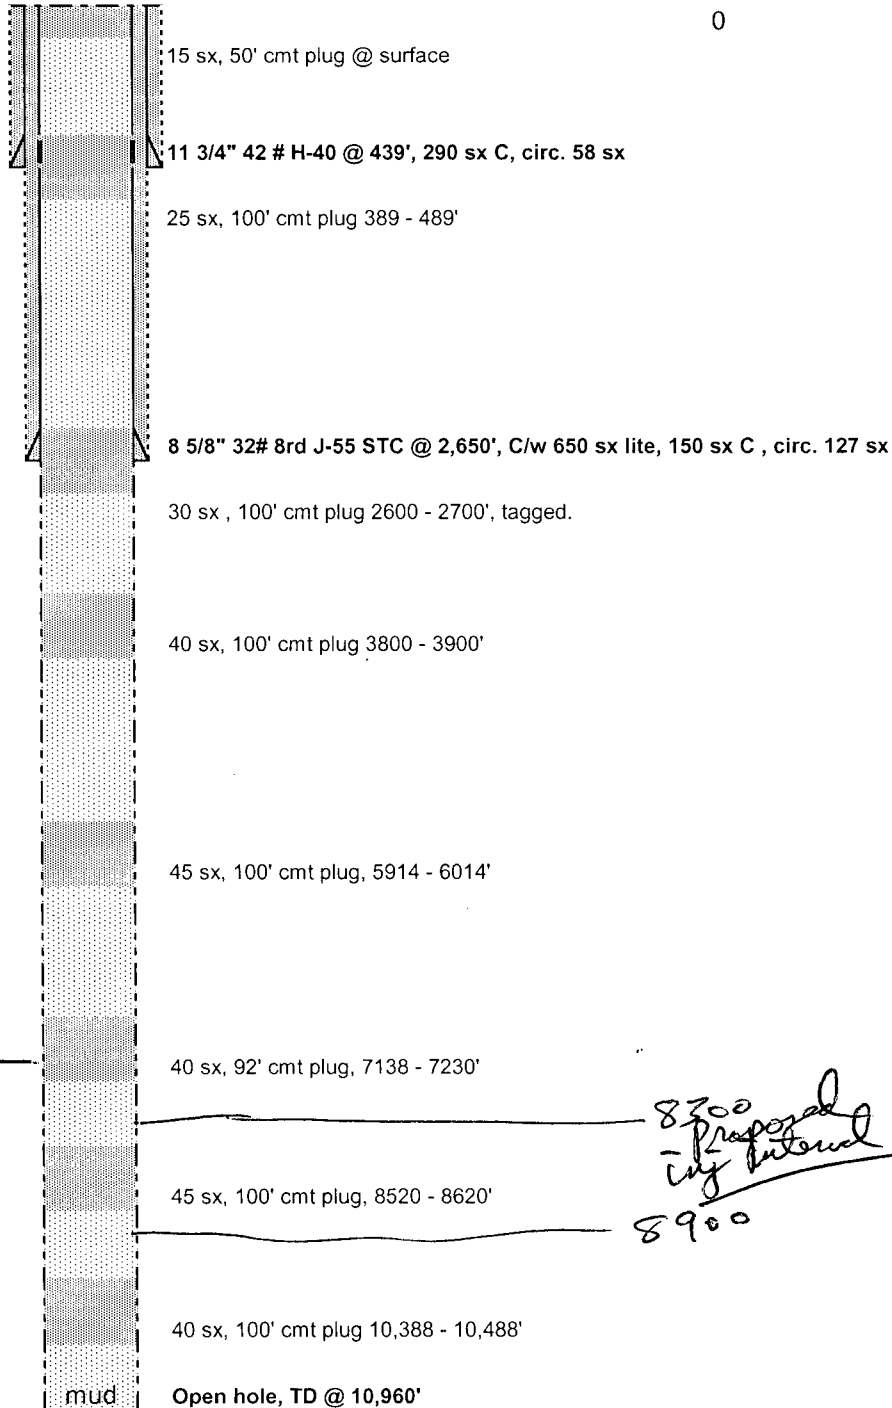 0
15 sx, 50' cmt plug @ surface
11 3/4" 42 # H-40 @ 439', 290 sx C, circ. 58 sx
25 sx, 100' cmt plug 389 - 489'
8 5/8" 32# 8rd J-55 STC @ 2,650', C/w 650 sx lite, 150 sx C , circ. 127 sx
30 sx , 100' cmt plug 2600 - 2700', tagged.
40 sx, 100' cmt plug 3800 - 3900'
45 sx, 100' cmt plug, 5914 - 6014'
40 sx, 92' cmt plug, 7138 - 7230'
8300
Proposed
inj interval
45 sx, 100' cmt plug, 8520 - 8620'
8900
40 sx, 100' cmt plug 10,388 - 10,488'
mud Open hole, TD @ 10,960'